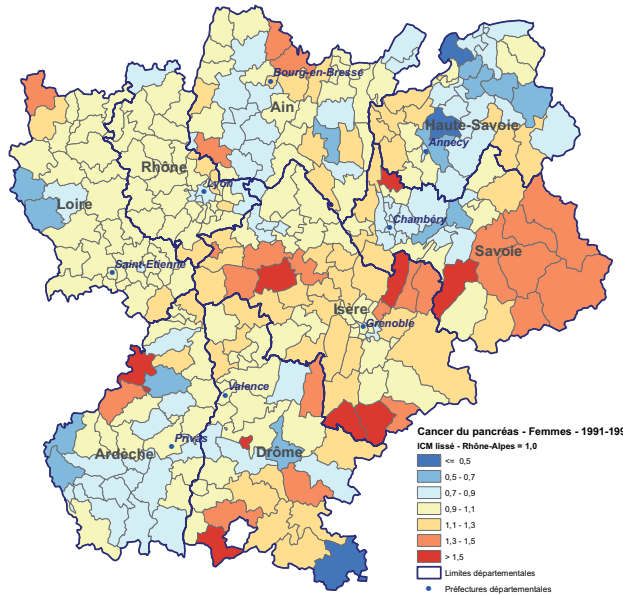 Bourg-en-Bresse
Ain
Haute-Savoie
Annecy
Rhône
Lyon
Loire
Chambéry
Savoie
Saint-Etienne
Isère
Grenoble
Valence
Privas
Ardèche
Drôme
Cancer du pancréas - Femmes - 1991-199
ICM lissé - Rhône-Alpes = 1,0
<= 0,5
0,5 - 0,7
0,7 - 0,9
0,9 - 1,1
1,1 - 1,3
1,3 - 1,5
> 1,5
Limites départementales
Préfectures départementales